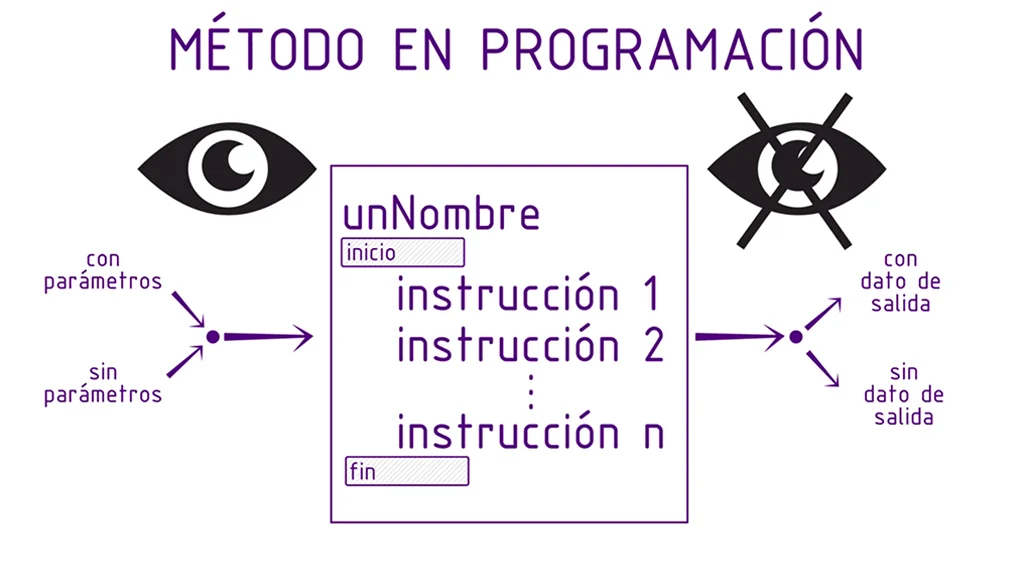 MÉTODO EN PROGRAMACIÓN
con
parámetros
sin
parámetros
unNombre
inicio
instrucción 1
instrucción 2
instrucción n
fin
con
dato de
salida
sin
dato de
salida